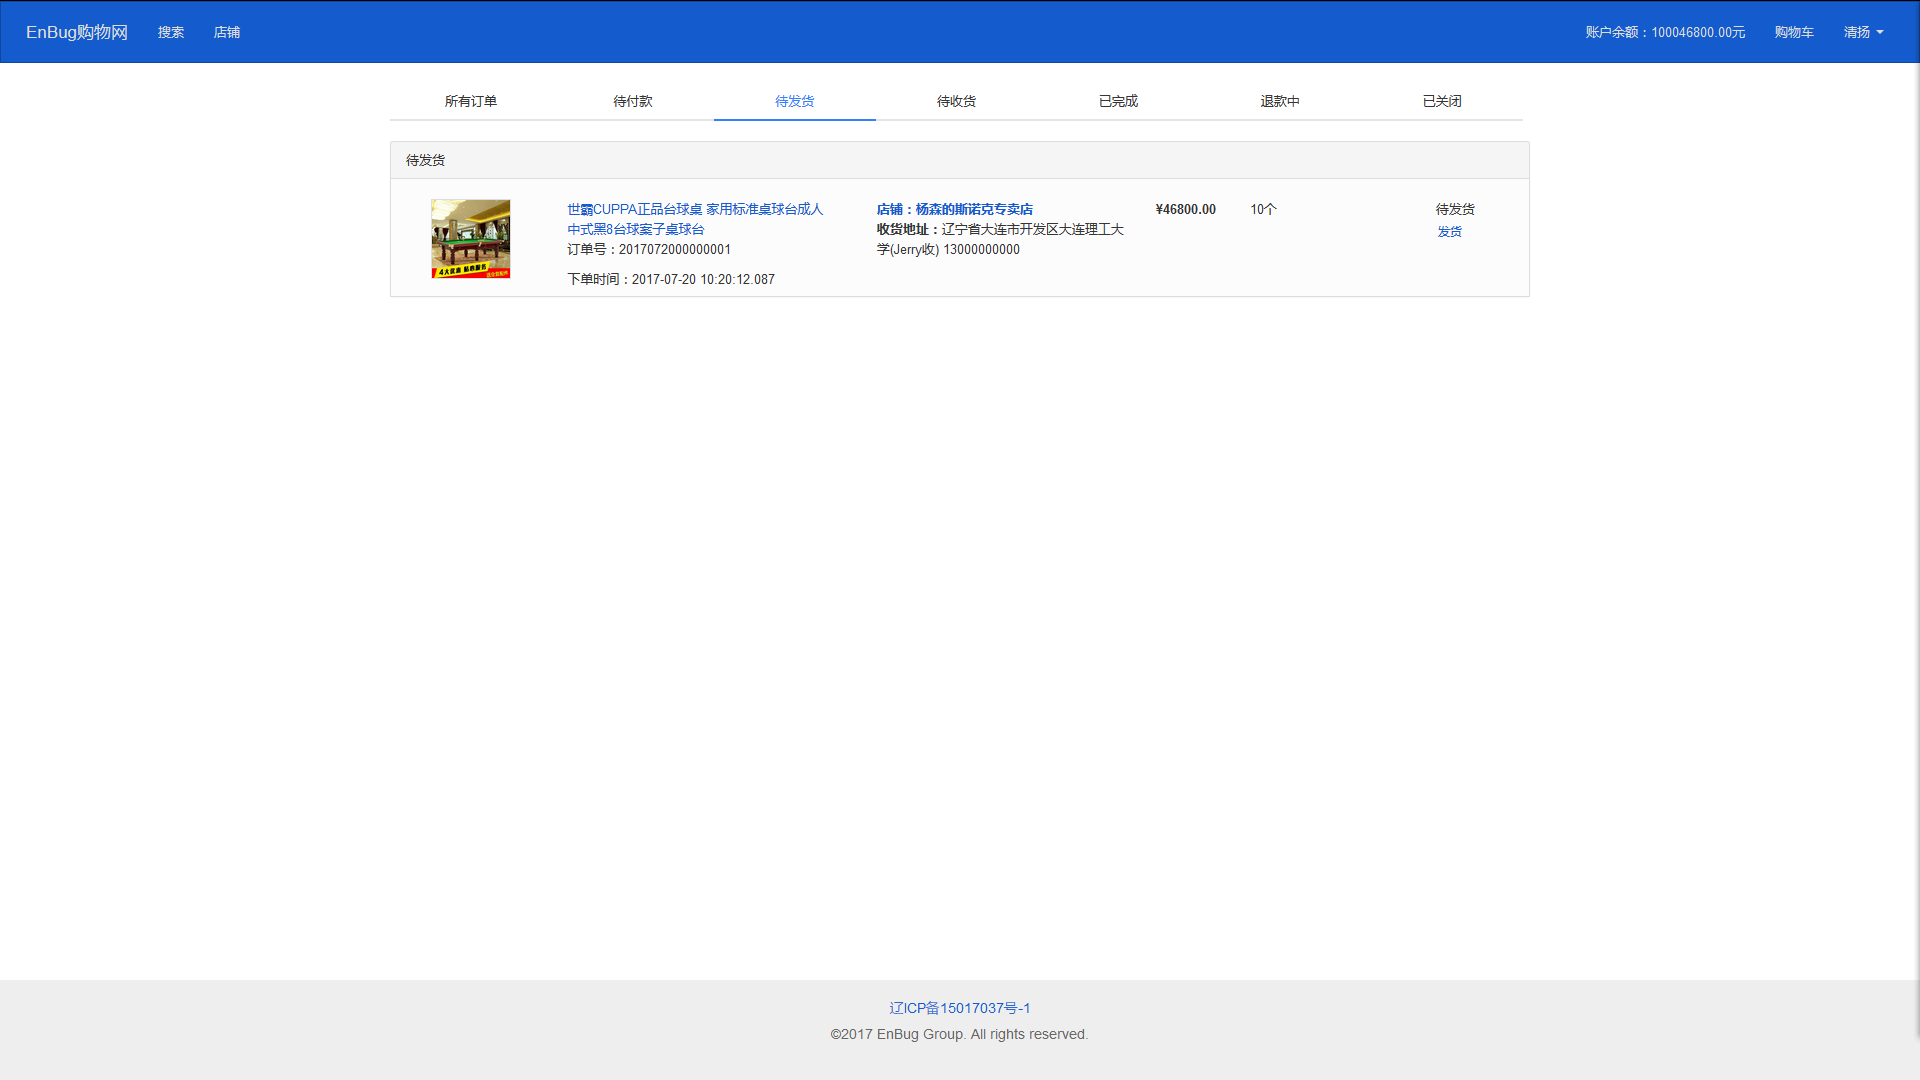 EnBug购物网 搜索 店铺 账户余额：100046800.00元 购物车 清扬
所有订单 待付款 待发货 待收货 已完成 退款中 已关闭
待发货
世霸CUPPA正品台球桌 家用标准桌球台成人
中式黑8台球案子桌球台
订单号：2017072000000001
下单时间：2017-07-20 10:20:12.087
店铺：杨森的斯诺克专卖店
收货地址：辽宁省大连市开发区大连理工大
学(Jerry收) 13000000000
¥46800.00
10个
待发货
发货
4大优惠 贴心服务
辽ICP备15017037号-1
©2017 EnBug Group. All rights reserved.